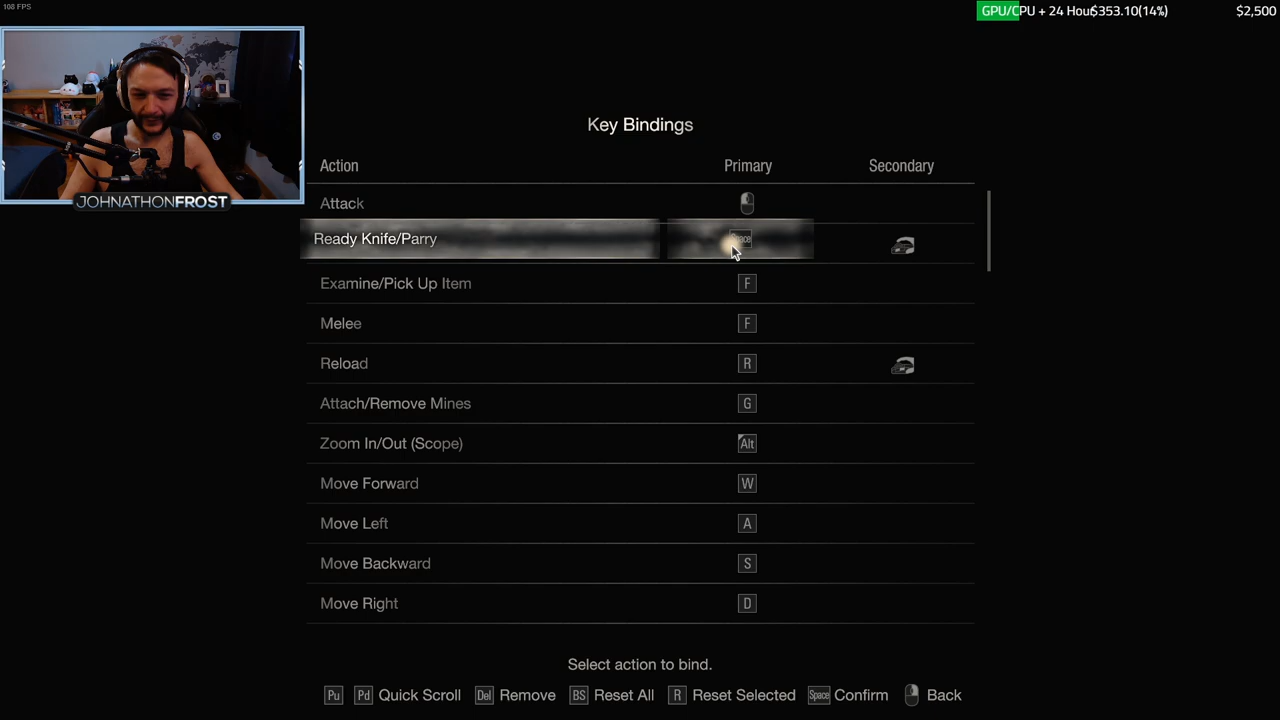 108 FPS
GPU/CPU + 24 Hour $353.10(14%) $2,500
JOHNATHONFROST
Key Bindings
Action Primary Secondary
Attack
Ready Knife/Parry Space
Examine/Pick Up Item F
Melee F
Reload R
Attach/Remove Mines G
Zoom In/Out (Scope) Alt
Move Forward W
Move Left A
Move Backward S
Move Right D
Select action to bind.
Pu Pd Quick Scroll Del Remove BS Reset All R Reset Selected Space Confirm Back